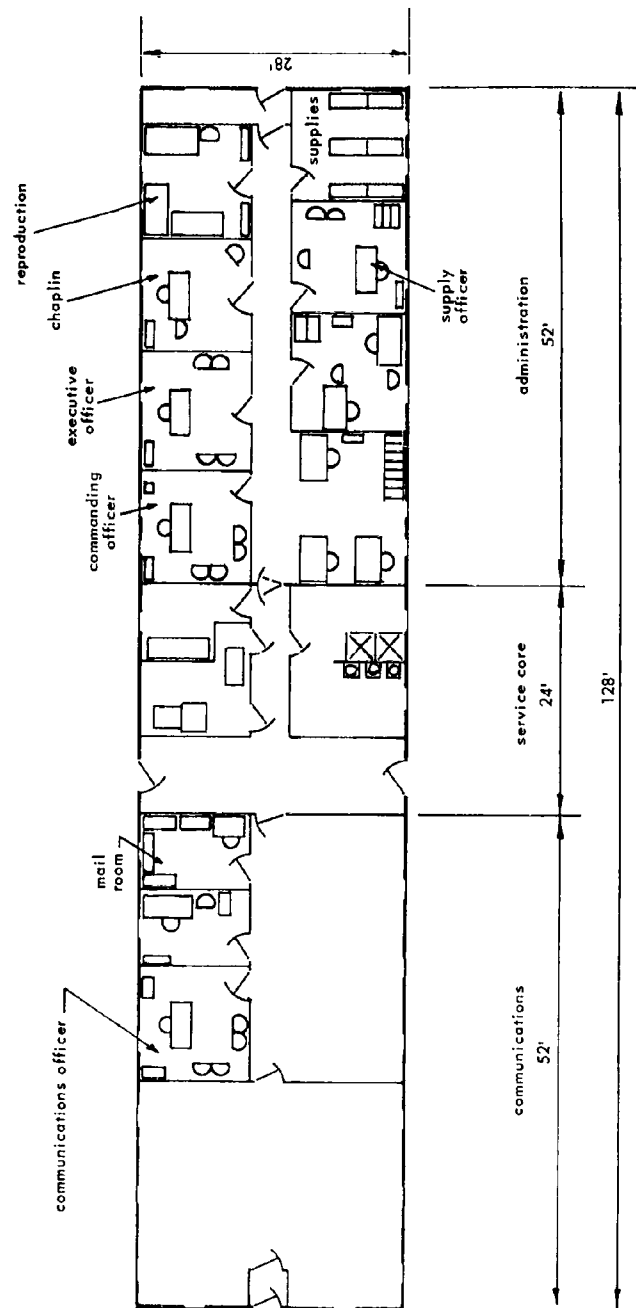 communications officer
mail
room
commanding
officer
executive
officer
chaplin
reproduction
supplies
supply
officer
28'
communications
52'
service core
24'
administration
52'
128'